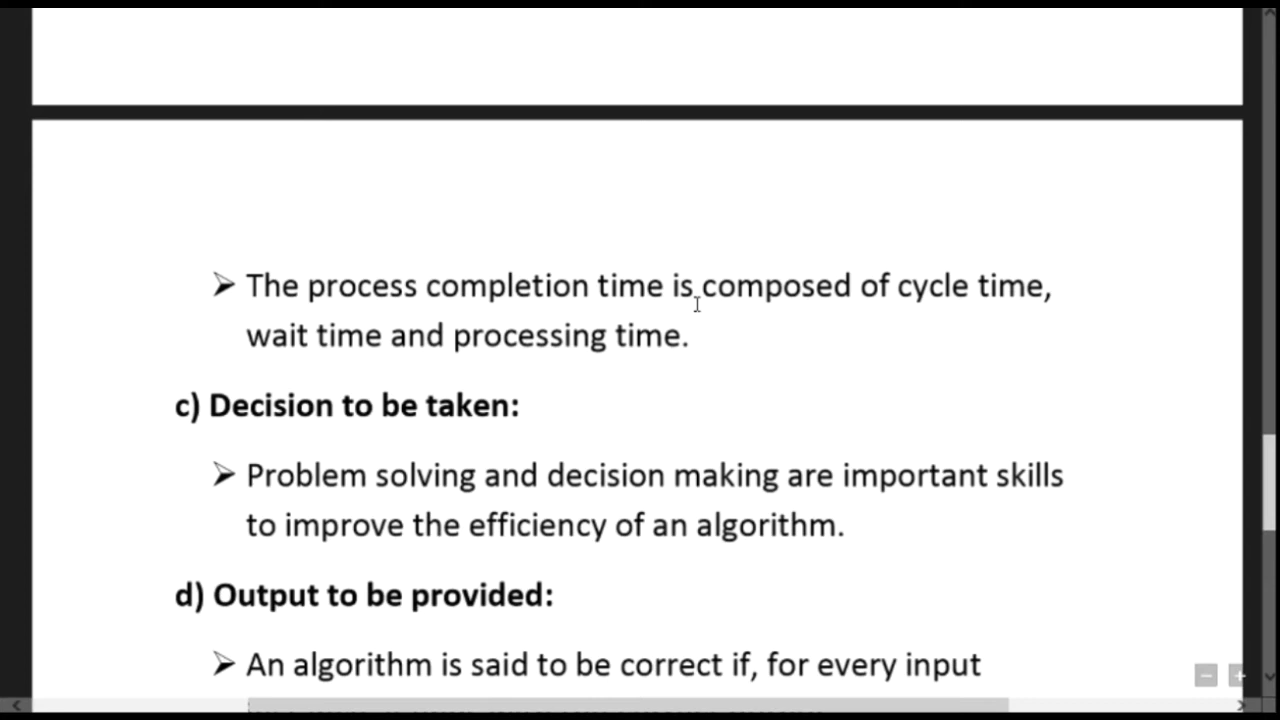 ➢ The process completion time is composed of cycle time,
wait time and processing time.
c) Decision to be taken:
➢ Problem solving and decision making are important skills
to improve the efficiency of an algorithm.
d) Output to be provided:
➢ An algorithm is said to be correct if, for every input